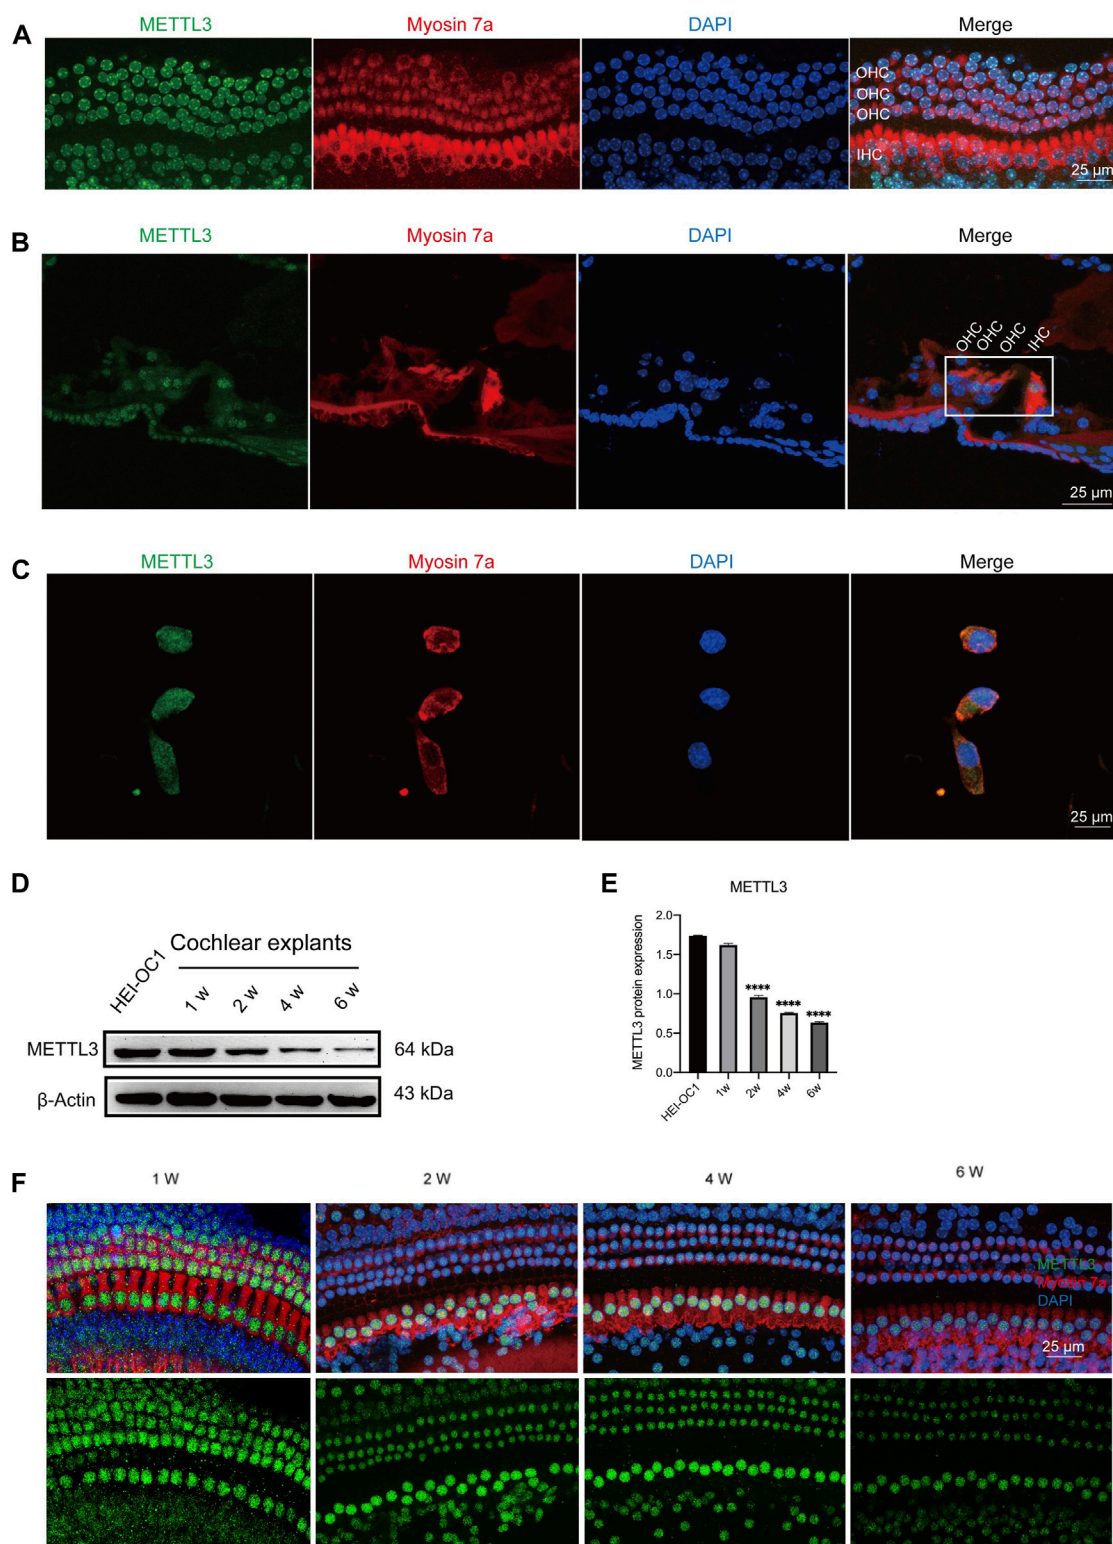 A
METTL3 Myosin 7a DAPI Merge
OHC
OHC
OHC
IHC
25 µm
B
METTL3 Myosin 7a DAPI Merge
OHC OHC OHC IHC
25 µm
C
METTL3 Myosin 7a DAPI Merge
25 µm
D
Cochlear explants
HEI-OC1 1 w 2 w 4 w 6 w
METTL3 64 kDa
β-Actin 43 kDa
E
METTL3
METTL3 protein expression
2.0
1.5
1.0
0.5
0.0
**** **** ****
HEI-OC1 1w 2w 4w 6w
F
1 W 2 W 4 W 6 W
METTL3
Myosin 7a
DAPI
25 µm